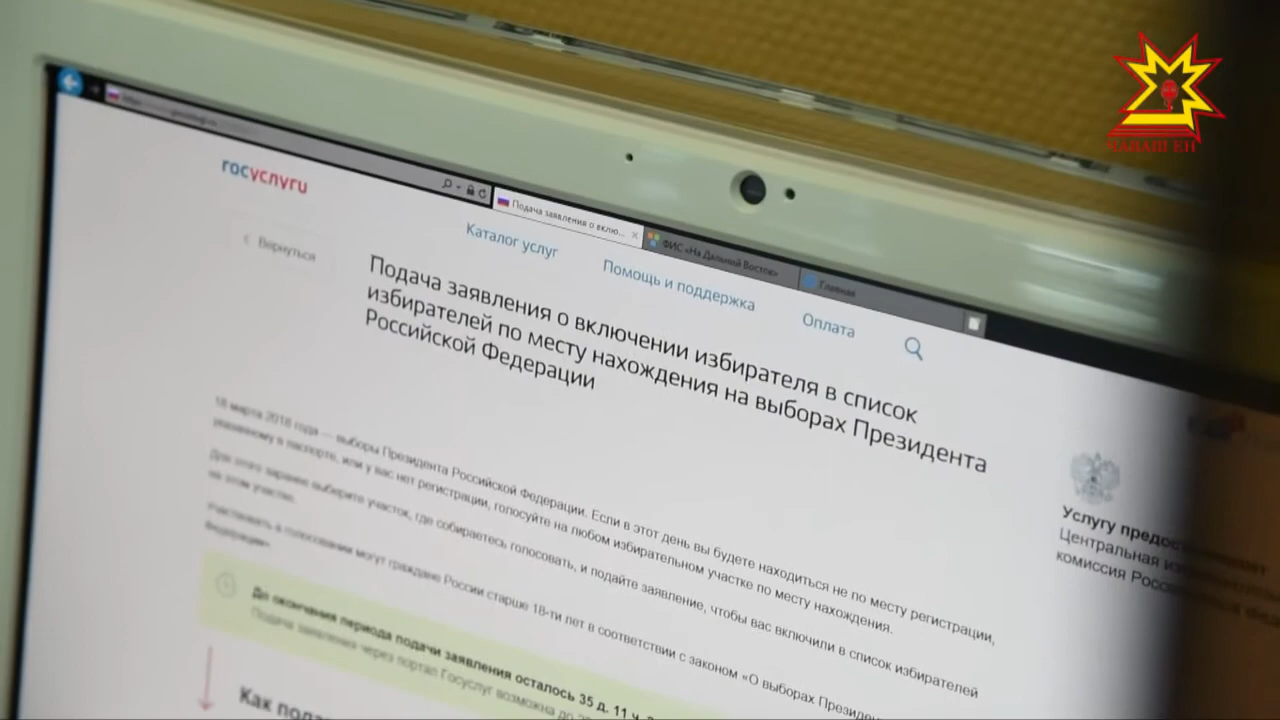 ЧӐВАШ ЕН
госуслуги
Подача заявления о вклю...
ФИС «На Дальний Восток»
Главная
Вернуться
Каталог услуг
Помощь и поддержка
Оплата
Подача заявления о включении избирателя в список
избирателей по месту нахождения на выборах Президента
Российской Федерации
18 марта 2018 года — выборы Президента Российской Федерации. Если в этот день вы будете находиться не по месту регистрации,
указанному в паспорте, или у вас нет регистрации, голосуйте на любом избирательном участке по месту нахождения.
Для этого заранее выберите участок, где собираетесь голосовать, и подайте заявление, чтобы вас включили в список избирателей
на этом участке.
Участвовать в голосовании могут граждане России старше 18-ти лет в соответствии с законом «О выборах Президен
Федерации»
Услугу предос
Центральная из
комиссия Росс
До окончания периода подачи заявления осталось 35 д. 11 ч.
Подача заявления через портал Госуслуг возможна до
Как пода